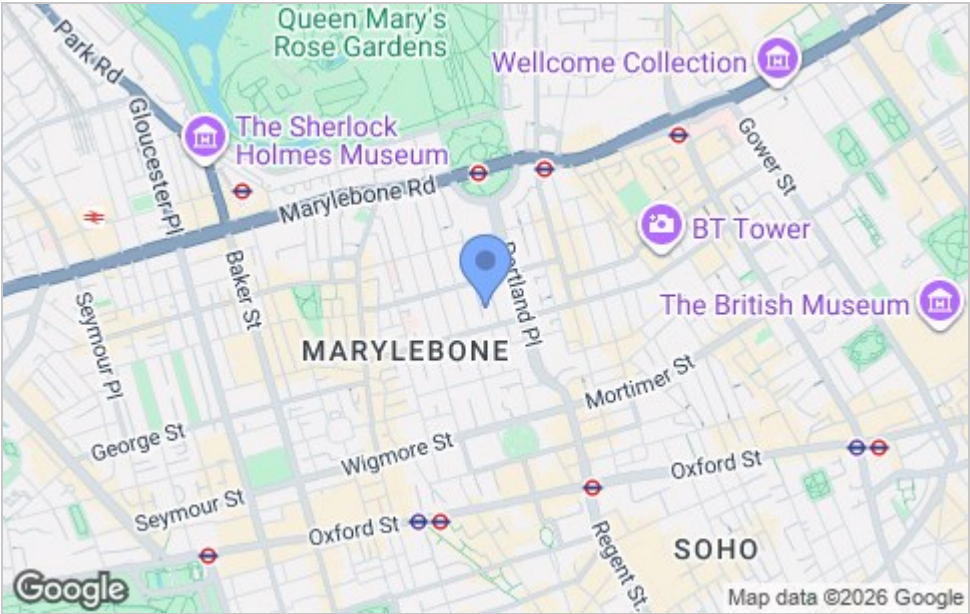 Queen Mary's
Rose Gardens
Park Rd
Wellcome Collection
Gloucester Pl
The Sherlock
Holmes Museum
Gower St
Marylebone Rd
BT Tower
Baker St
Portland Pl
The British Museum
Seymour Pl
MARYLEBONE
Mortimer St
George St
Wigmore St
Oxford St
Seymour St
Oxford St
Regent St.
SOHO
Google
Map data ©2026 Google